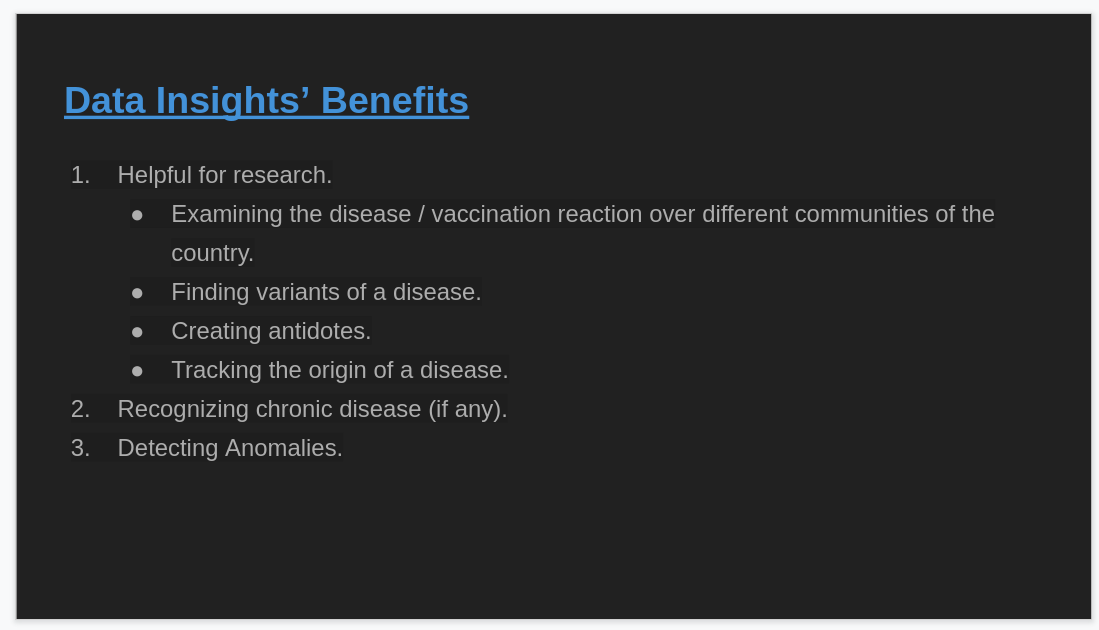 Data Insights’ Benefits
1. Helpful for research.
● Examining the disease / vaccination reaction over different communities of the
country.
● Finding variants of a disease.
● Creating antidotes.
● Tracking the origin of a disease.
2. Recognizing chronic disease (if any).
3. Detecting Anomalies.